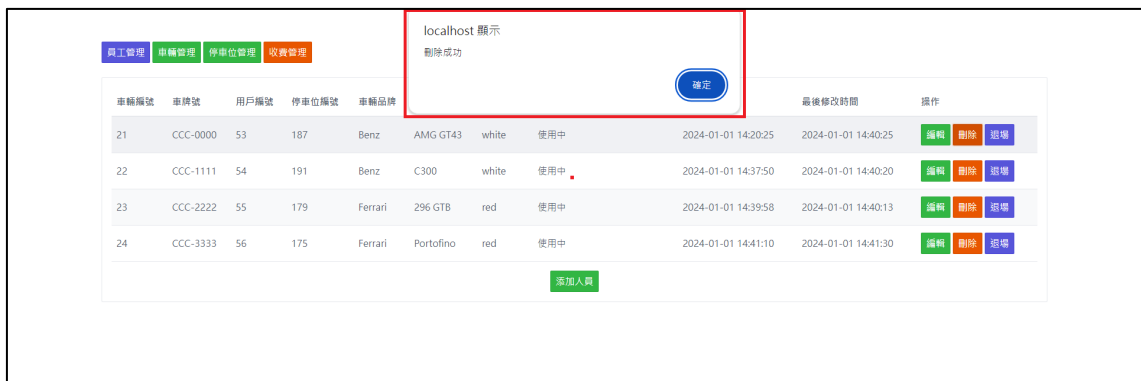 localhost 顯示
刪除成功
確定
員工管理 車輛管理 停車位管理 收費管理
車輛編號 車牌號 用戶編號 停車位編號 車輛品牌 最後修改時間 操作
21 CCC-0000 53 187 Benz AMG GT43 white 使用中 2024-01-01 14:20:25 2024-01-01 14:40:25 編輯 刪除 退場
22 CCC-1111 54 191 Benz C300 white 使用中 2024-01-01 14:37:50 2024-01-01 14:40:20 編輯 刪除 退場
23 CCC-2222 55 179 Ferrari 296 GTB red 使用中 2024-01-01 14:39:58 2024-01-01 14:40:13 編輯 刪除 退場
24 CCC-3333 56 175 Ferrari Portofino red 使用中 2024-01-01 14:41:10 2024-01-01 14:41:30 編輯 刪除 退場
添加人員